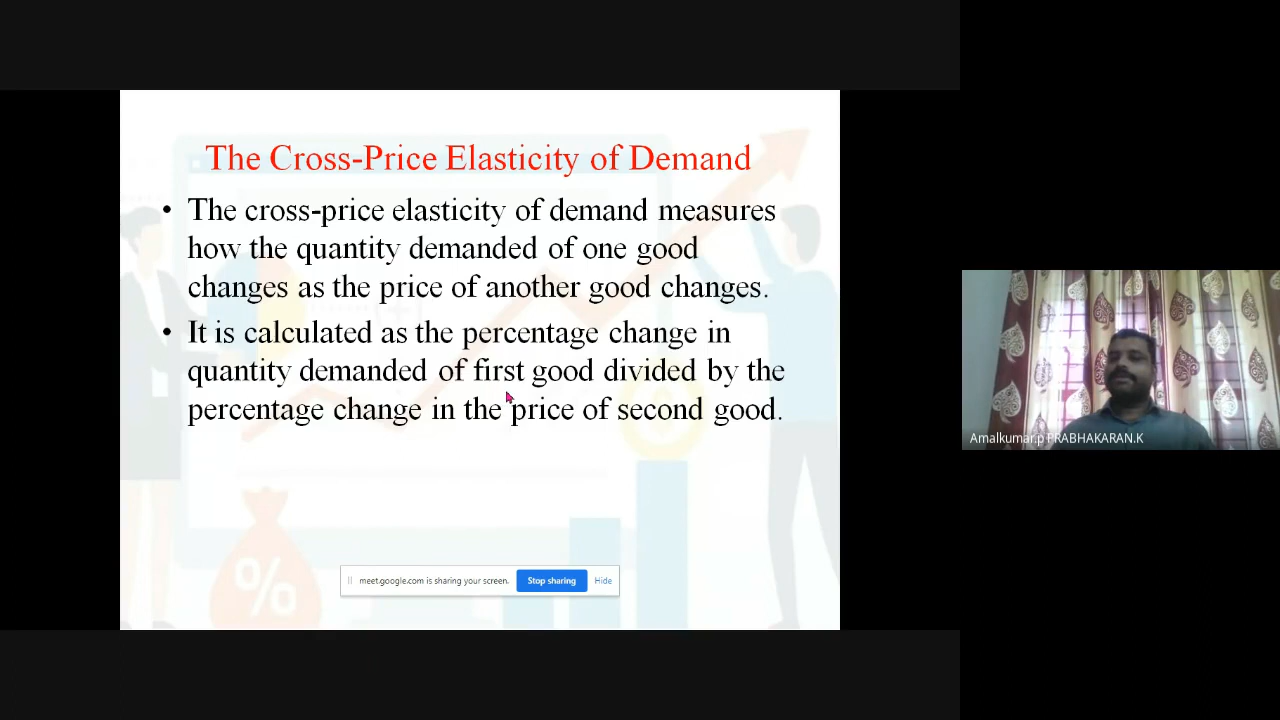 The Cross-Price Elasticity of Demand
• The cross-price elasticity of demand measures
how the quantity demanded of one good
changes as the price of another good changes.
• It is calculated as the percentage change in
quantity demanded of first good divided by the
percentage change in the price of second good.
%
meet.google.com is sharing your screen.
Stop sharing
Hide
Amalkumar.p PRABHAKARAN.K